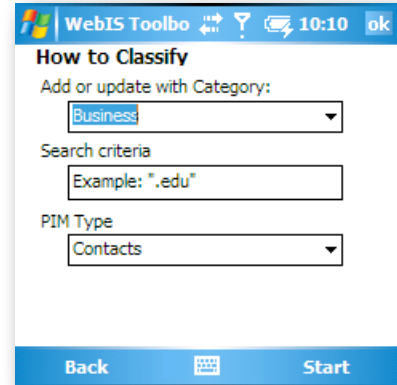 WebIS Toolbo 10:10 ok
How to Classify
Add or update with Category:
Business
Search criteria
Example: ".edu"
PIM Type
Contacts
Back Start